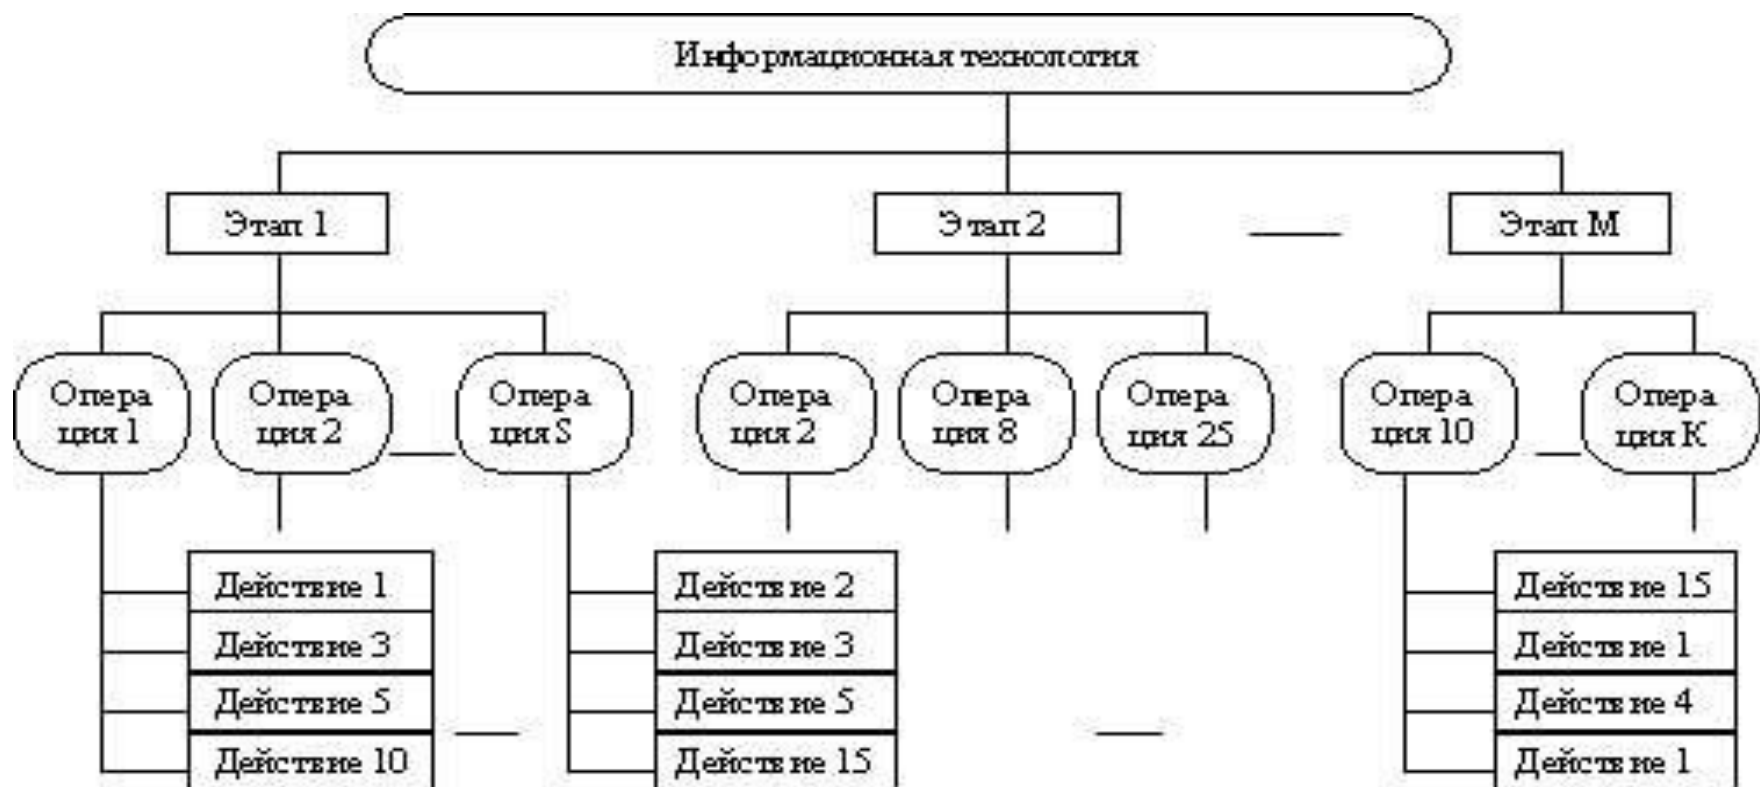 Информационная технология
Этап 1
Этап 2
Этап М
Опера
ция 1
Опера
ция 2
Опера
ция S
Опера
ция 2
Опера
ция 8
Опера
ция 25
Опера
ция 10
Опера
ция К
Действие 1
Действие 3
Действие 5
Действие 10
Действие 2
Действие 3
Действие 5
Действие 15
Действие 15
Действие 1
Действие 4
Действие 1